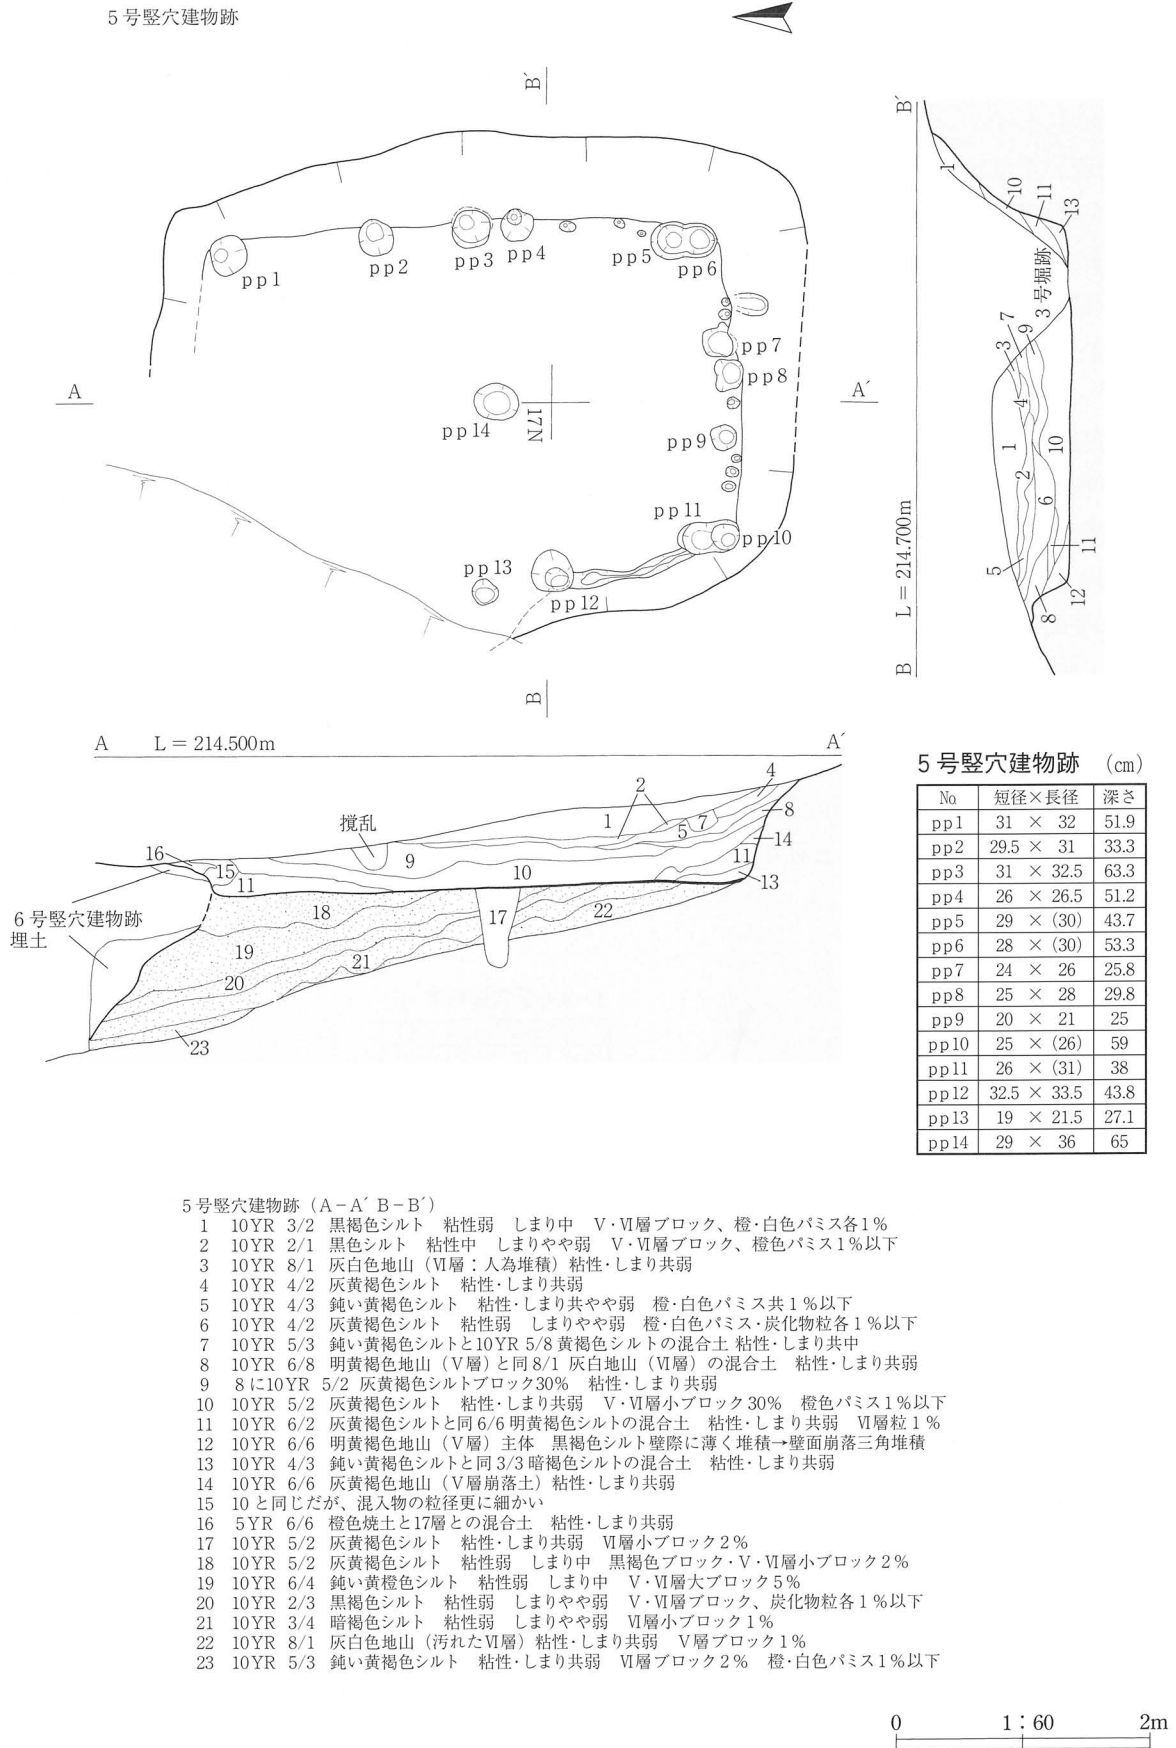 5号竪穴建物跡
B´
pp1
pp2
pp3
pp4
pp5
pp6
pp7
pp8
pp9
pp10
pp11
pp12
pp13
pp14
17N
A
A´
B
B´
1
10
11
13
3号堀跡
7
3
9
4
1
10
2
6
5
11
12
8
L = 214.700m
B
A L = 214.500m A´
4
2
1
5
7
8
14
撹乱
16
15
9
10
11
11
13
6号竪穴建物跡
埋土
18
17
22
19
21
20
23
5号竪穴建物跡 (cm)
№ 短径×長径 深さ
pp1 31 × 32 51.9
pp2 29.5 × 31 33.3
pp3 31 × 32.5 63.3
pp4 26 × 26.5 51.2
pp5 29 × (30) 43.7
pp6 28 × (30) 53.3
pp7 24 × 26 25.8
pp8 25 × 28 29.8
pp9 20 × 21 25
pp10 25 × (26) 59
pp11 26 × (31) 38
pp12 32.5 × 33.5 43.8
pp13 19 × 21.5 27.1
pp14 29 × 36 65
5号竪穴建物跡（A−A´ B−B´）
1 10YR 3/2 黒褐色シルト 粘性弱 しまり中 Ⅴ・Ⅵ層ブロック、橙・白色パミス各1％
2 10YR 2/1 黒色シルト 粘性中 しまりやや弱 Ⅴ・Ⅵ層ブロック、橙色パミス1％以下
3 10YR 8/1 灰白色地山（Ⅵ層：人為堆積）粘性・しまり共弱
4 10YR 4/2 灰黄褐色シルト 粘性・しまり共弱
5 10YR 4/3 鈍い黄褐色シルト 粘性・しまり共やや弱 橙・白色パミス共1％以下
6 10YR 4/2 灰黄褐色シルト 粘性弱 しまりやや弱 橙・白色パミス・炭化物粒各1％以下
7 10YR 5/3 鈍い黄褐色シルトと10YR 5/8 黄褐色シルトの混合土 粘性・しまり共中
8 10YR 6/8 明黄褐色地山（Ⅴ層）と同8/1 灰白地山（Ⅵ層）の混合土 粘性・しまり共弱
9 8に10YR 5/2 灰黄褐色シルトブロック30％ 粘性・しまり共弱
10 10YR 5/2 灰黄褐色シルト 粘性・しまり共弱 Ⅴ・Ⅵ層小ブロック30％ 橙色パミス1％以下
11 10YR 6/2 灰黄褐色シルトと同6/6 明黄褐色シルトの混合土 粘性・しまり共弱 Ⅵ層粒1％
12 10YR 6/6 明黄褐色地山（Ⅴ層）主体 黒褐色シルト壁際に薄く堆積→壁面崩落三角堆積
13 10YR 4/3 鈍い黄褐色シルトと同3/3 暗褐色シルトの混合土 粘性・しまり共弱
14 10YR 6/6 灰黄褐色地山（Ⅴ層崩落土）粘性・しまり共弱
15 10と同じだが、混入物の粒径更に細かい
16 5YR 6/6 橙色焼土と17層との混合土 粘性・しまり共弱
17 10YR 5/2 灰黄褐色シルト 粘性・しまり共弱 Ⅵ層小ブロック2％
18 10YR 5/2 灰黄褐色シルト 粘性弱 しまり中 黒褐色ブロック・Ⅴ・Ⅵ層小ブロック2％
19 10YR 6/4 鈍い黄橙色シルト 粘性弱 しまり中 Ⅴ・Ⅵ層大ブロック5％
20 10YR 2/3 黒褐色シルト 粘性弱 しまりやや弱 Ⅴ・Ⅵ層ブロック、炭化物粒各1％以下
21 10YR 3/4 暗褐色シルト 粘性弱 しまりやや弱 Ⅵ層小ブロック1％
22 10YR 8/1 灰白色地山（汚れたⅥ層）粘性・しまり共弱 Ⅴ層ブロック1％
23 10YR 5/3 鈍い黄褐色シルト 粘性・しまり共弱 Ⅵ層ブロック2％ 橙・白色パミス1％以下
0 1：60 2m